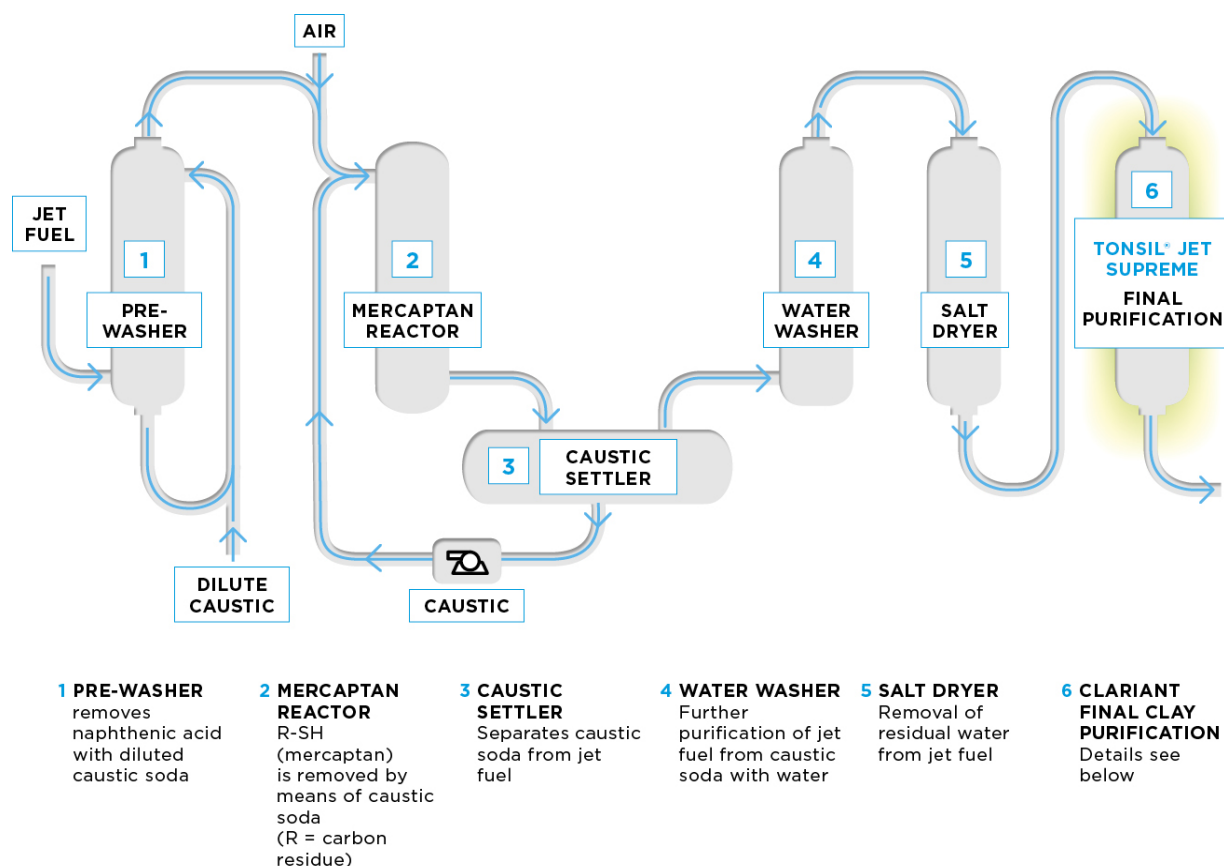 AIR
JET
FUEL
1
PRE-
WASHER
2
MERCAPTAN
REACTOR
3
CAUSTIC
SETTLER
4
WATER
WASHER
5
SALT
DRYER
6
TONSIL® JET
SUPREME
FINAL
PURIFICATION
DILUTE
CAUSTIC
CAUSTIC
1 PRE-WASHER
removes
naphthenic acid
with diluted
caustic soda
2 MERCAPTAN
REACTOR
R-SH
(mercaptan)
is removed by
means of caustic
soda
(R = carbon
residue)
3 CAUSTIC
SETTLER
Separates caustic
soda from jet
fuel
4 WATER WASHER
Further
purification of jet
fuel from caustic
soda with water
5 SALT DRYER
Removal of
residual water
from jet fuel
6 CLARIANT
FINAL CLAY
PURIFICATION
Details see
below